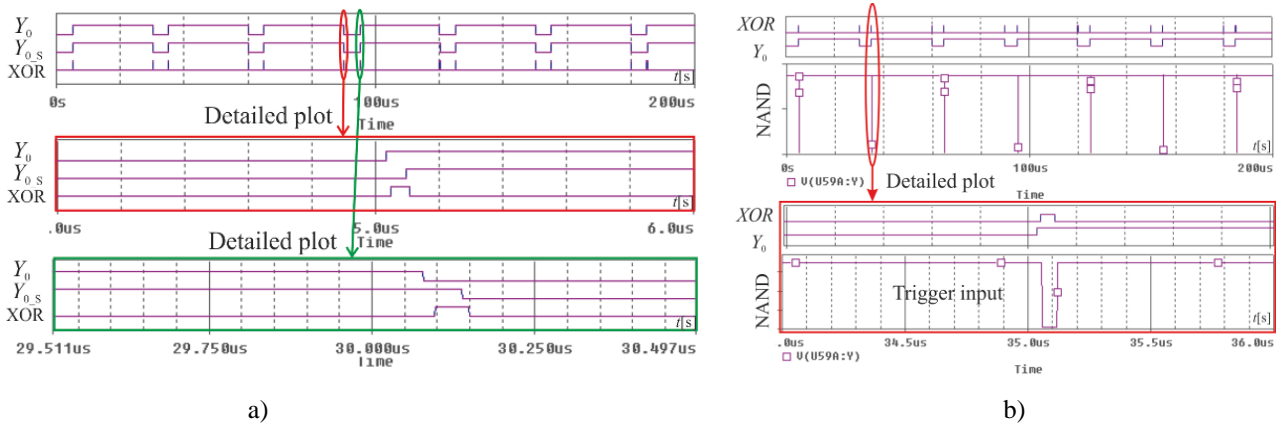 Y0
Y0_S
XOR
t[s]
0s 100us 200us
Time
Detailed plot
Y0
Y0_S
XOR
t[s]
.0us 5.0us 6.0us
Time
Detailed plot
Y0
Y0_S
XOR
t[s]
29.511us 29.750us 30.000us 30.250us 30.497us
Time
a)
XOR
Y0
NAND
t[s]
0s 100us 200us
V(U59A:Y)
Time
Detailed plot
XOR
Y0
NAND
Trigger input
t[s]
.0us 34.5us 35.0us 35.5us 36.0us
V(U59A:Y)
Time
b)